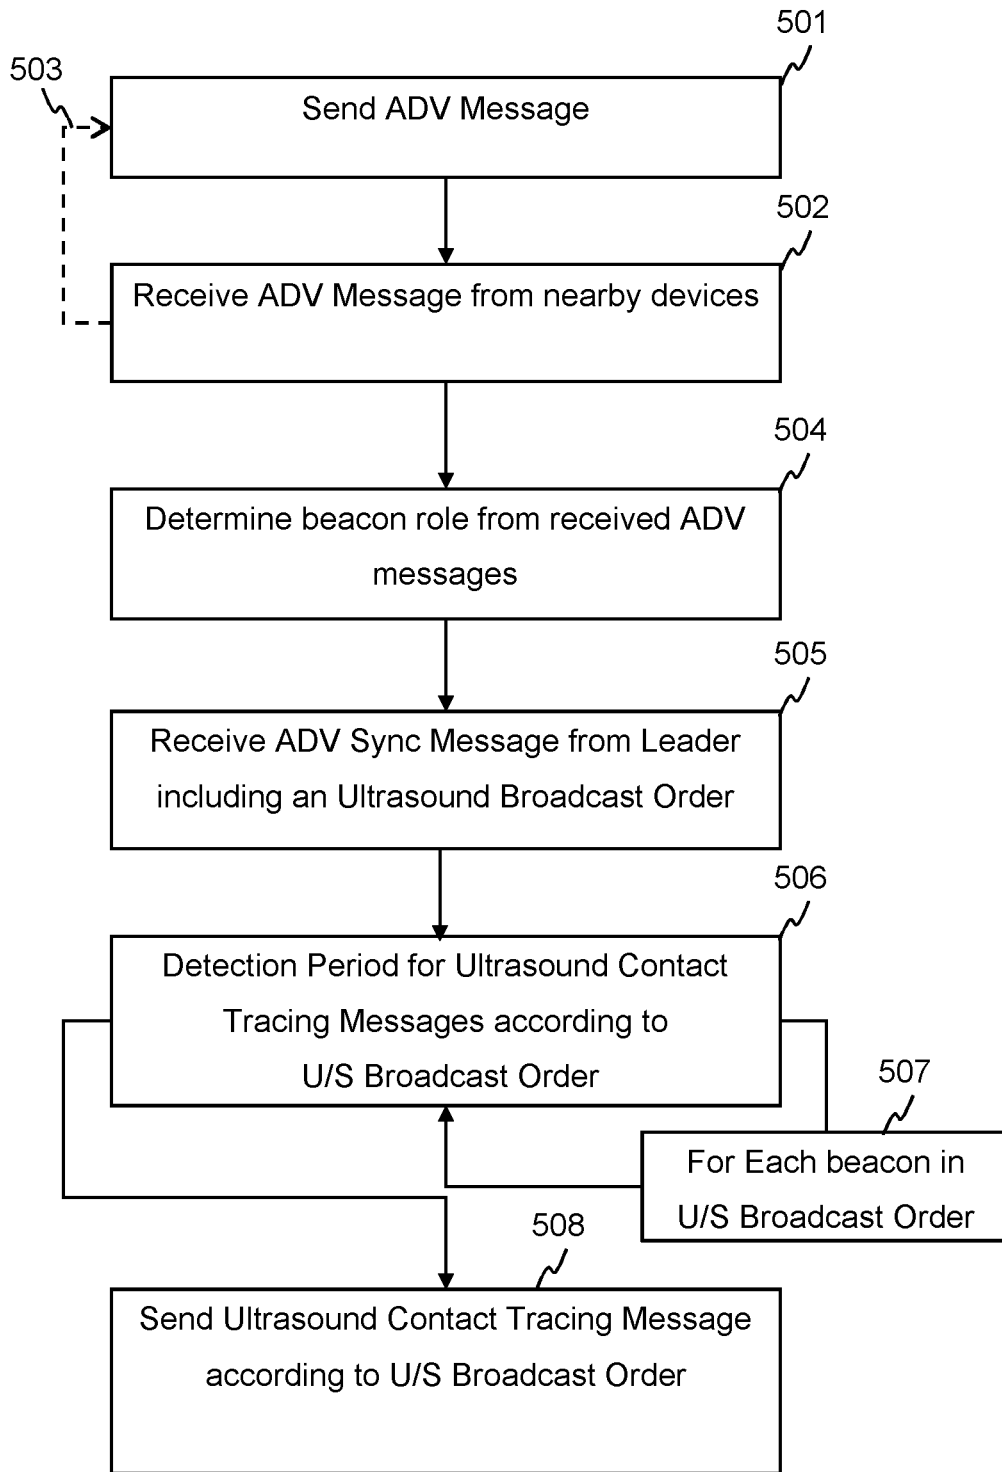 501
503
Send ADV Message
502
Receive ADV Message from nearby devices
504
Determine beacon role from received ADV
messages
505
Receive ADV Sync Message from Leader
including an Ultrasound Broadcast Order
506
Detection Period for Ultrasound Contact
Tracing Messages according to
U/S Broadcast Order
507
For Each beacon in
U/S Broadcast Order
508
Send Ultrasound Contact Tracing Message
according to U/S Broadcast Order